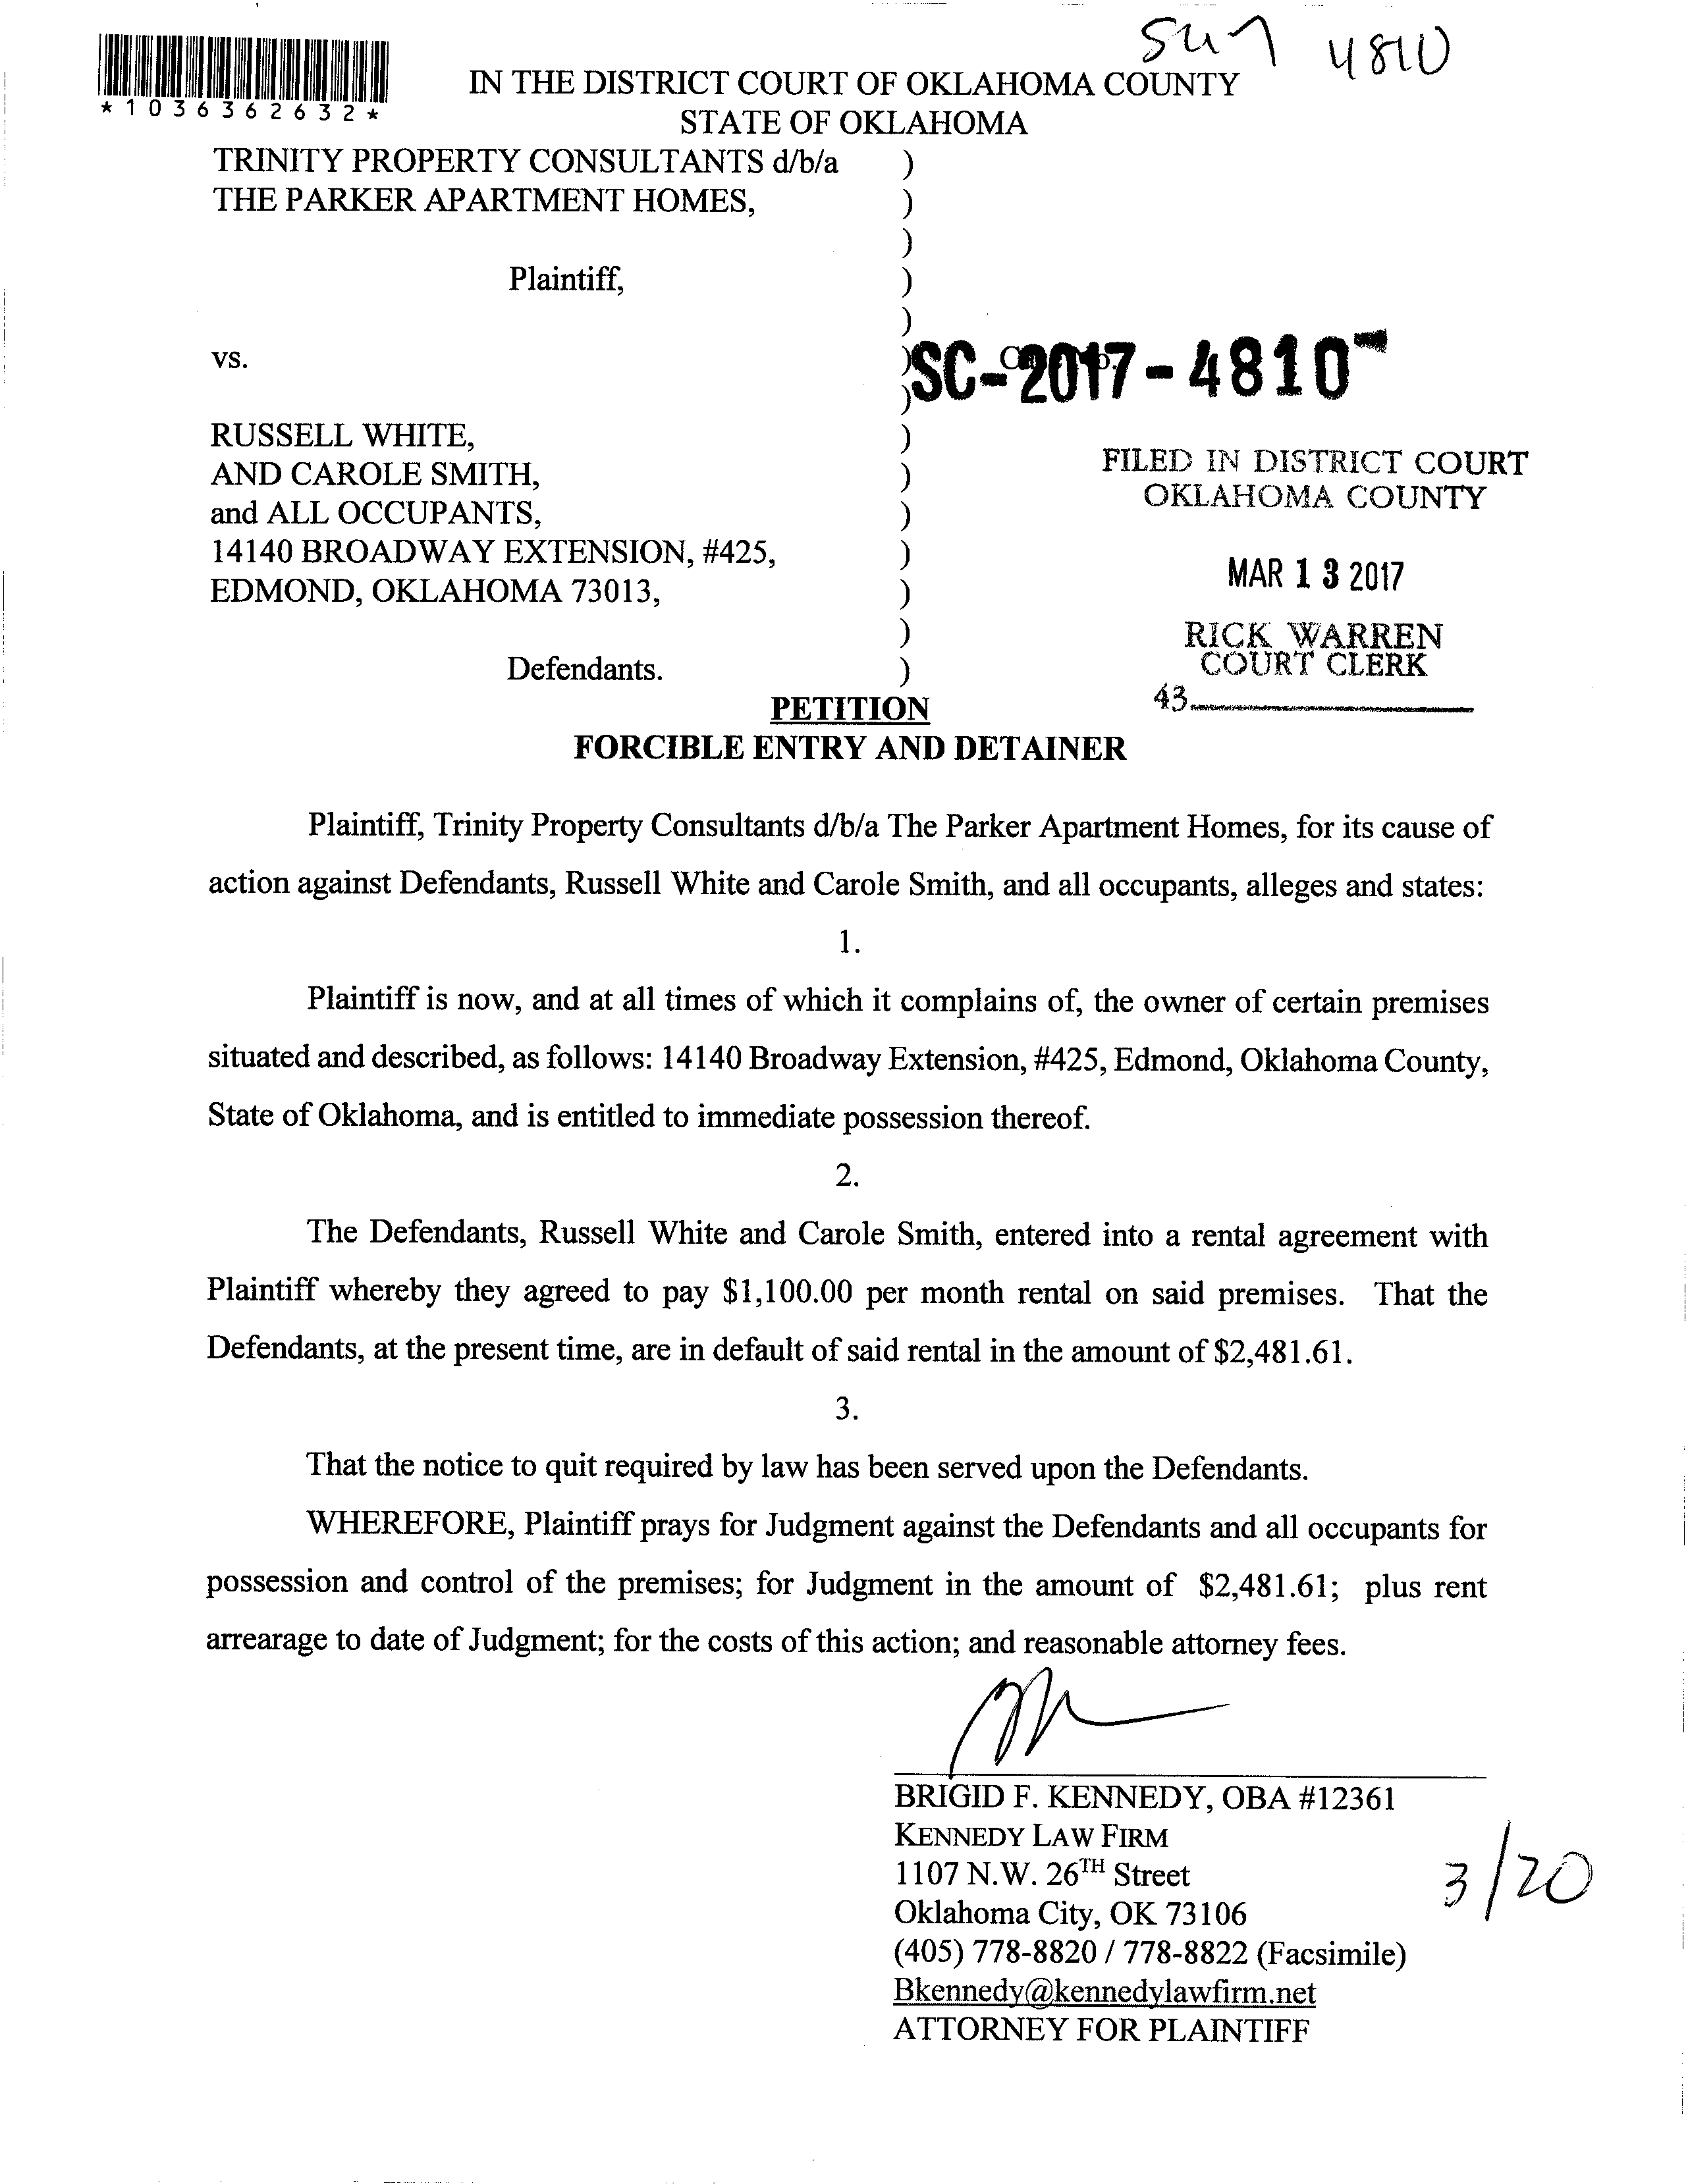 SC17 4810
*1036362632*
IN THE DISTRICT COURT OF OKLAHOMA COUNTY
STATE OF OKLAHOMA
TRINITY PROPERTY CONSULTANTS d/b/a )
THE PARKER APARTMENT HOMES, )
)
Plaintiff, )
)
vs. ) SC-2017-4810
)
RUSSELL WHITE, )
AND CAROLE SMITH, )
and ALL OCCUPANTS, )
14140 BROADWAY EXTENSION, #425, )
EDMOND, OKLAHOMA 73013, )
)
Defendants. )
FILED IN DISTRICT COURT
OKLAHOMA COUNTY
MAR 13 2017
RICK WARREN
COURT CLERK
43
PETITION
FORCIBLE ENTRY AND DETAINER
Plaintiff, Trinity Property Consultants d/b/a The Parker Apartment Homes, for its cause of
action against Defendants, Russell White and Carole Smith, and all occupants, alleges and states:
1.
Plaintiff is now, and at all times of which it complains of, the owner of certain premises
situated and described, as follows: 14140 Broadway Extension, #425, Edmond, Oklahoma County,
State of Oklahoma, and is entitled to immediate possession thereof.
2.
The Defendants, Russell White and Carole Smith, entered into a rental agreement with
Plaintiff whereby they agreed to pay $1,100.00 per month rental on said premises. That the
Defendants, at the present time, are in default of said rental in the amount of $2,481.61.
3.
That the notice to quit required by law has been served upon the Defendants.
WHEREFORE, Plaintiff prays for Judgment against the Defendants and all occupants for
possession and control of the premises; for Judgment in the amount of $2,481.61; plus rent
arrearage to date of Judgment; for the costs of this action; and reasonable attorney fees.
BRIGID F. KENNEDY, OBA #12361
KENNEDY LAW FIRM
1107 N.W. 26TH Street
Oklahoma City, OK 73106
(405) 778-8820 / 778-8822 (Facsimile)
Bkennedy@kennedylawfirm.net
ATTORNEY FOR PLAINTIFF
3/20